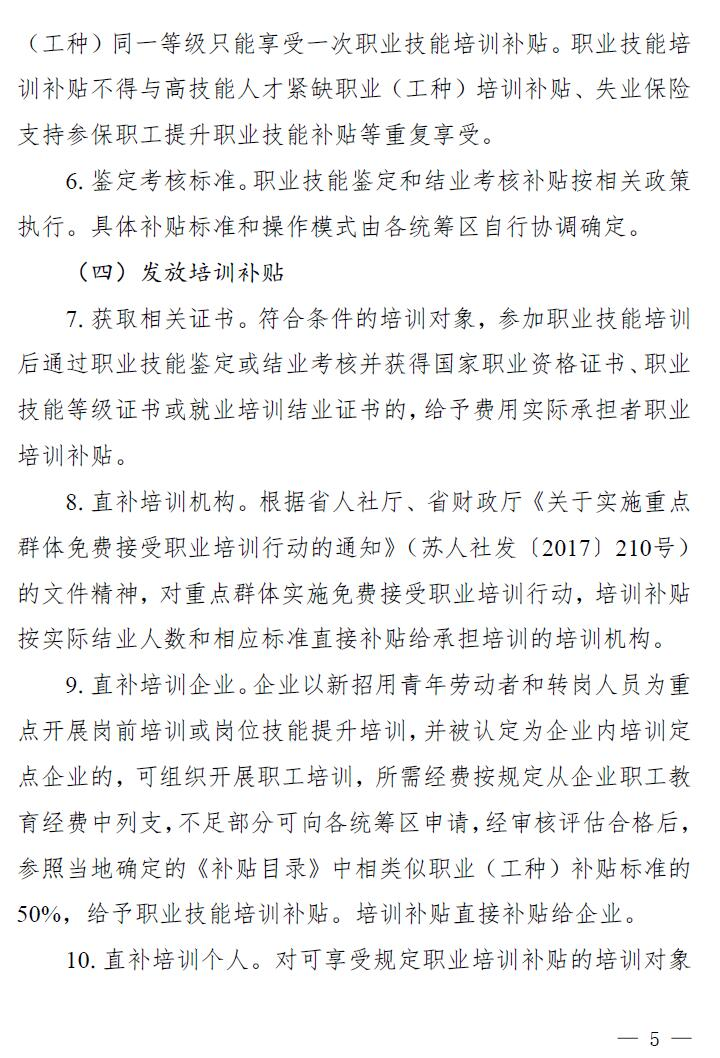 （工种）同一等级只能享受一次职业技能培训补贴。职业技能培
训补贴不得与高技能人才紧缺职业（工种）培训补贴、失业保险
支持参保职工提升职业技能补贴等重复享受。
6. 鉴定考核标准。职业技能鉴定和结业考核补贴按相关政策
执行。具体补贴标准和操作模式由各统筹区自行协调确定。
（四）发放培训补贴
7. 获取相关证书。符合条件的培训对象，参加职业技能培训
后通过职业技能鉴定或结业考核并获得国家职业资格证书、职业
技能等级证书或就业培训结业证书的，给予费用实际承担者职业
培训补贴。
8. 直补培训机构。根据省人社厅、省财政厅《关于实施重点
群体免费接受职业培训行动的通知》（苏人社发〔2017〕210号）
的文件精神，对重点群体实施免费接受职业培训行动，培训补贴
按实际结业人数和相应标准直接补贴给承担培训的培训机构。
9. 直补培训企业。企业以新招用青年劳动者和转岗人员为重
点开展岗前培训或岗位技能提升培训，并被认定为企业内培训定
点企业的，可组织开展职工培训，所需经费按规定从企业职工教
育经费中列支，不足部分可向各统筹区申请，经审核评估合格后，
参照当地确定的《补贴目录》中相类似职业（工种）补贴标准的
50%，给予职业技能培训补贴。培训补贴直接补贴给企业。
10. 直补培训个人。对可享受规定职业培训补贴的培训对象
— 5 —